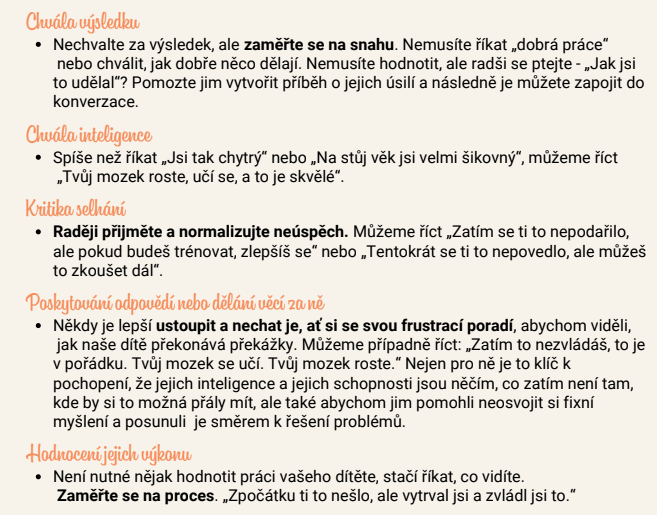 Chvála výsledku
• Nechvalte za výsledek, ale zaměřte se na snahu. Nemusíte říkat „dobrá práce“
nebo chválit, jak dobře něco dělají. Nemusíte hodnotit, ale radši se ptejte - „Jak jsi
to udělal“? Pomozte jim vytvořit příběh o jejich úsilí a následně je můžete zapojit do
konverzace.
Chvála inteligence
• Spíše než říkat „Jsi tak chytrý“ nebo „Na stůj věk jsi velmi šikovný“, můžeme říct
„Tvůj mozek roste, učí se, a to je skvělé“.
Kritika selhání
• Raději přijměte a normalizujte neúspěch. Můžeme říct „Zatím se ti to nepodařilo,
ale pokud budeš trénovat, zlepšíš se“ nebo „Tentokrát se ti to nepovedlo, ale můžeš
to zkoušet dál“.
Poskytování odpovědí nebo dělání věcí za ně
• Někdy je lepší ustoupit a nechat je, ať si se svou frustrací poradí, abychom viděli,
jak naše dítě překonává překážky. Můžeme případně říct: „Zatím to nezvládáš, to je
v pořádku. Tvůj mozek se učí. Tvůj mozek roste.“ Nejen pro ně je to klíč k
pochopení, že jejich inteligence a jejich schopnosti jsou něčím, co zatím není tam,
kde by si to možná přály mít, ale také abychom jim pomohli neosvojit si fixní
myšlení a posunuli je směrem k řešení problémů.
Hodnocení jejich výkonu
• Není nutné nějak hodnotit práci vašeho dítěte, stačí říkat, co vidíte.
Zaměřte se na proces. „Zpočátku ti to nešlo, ale vytrval jsi a zvládl jsi to.“